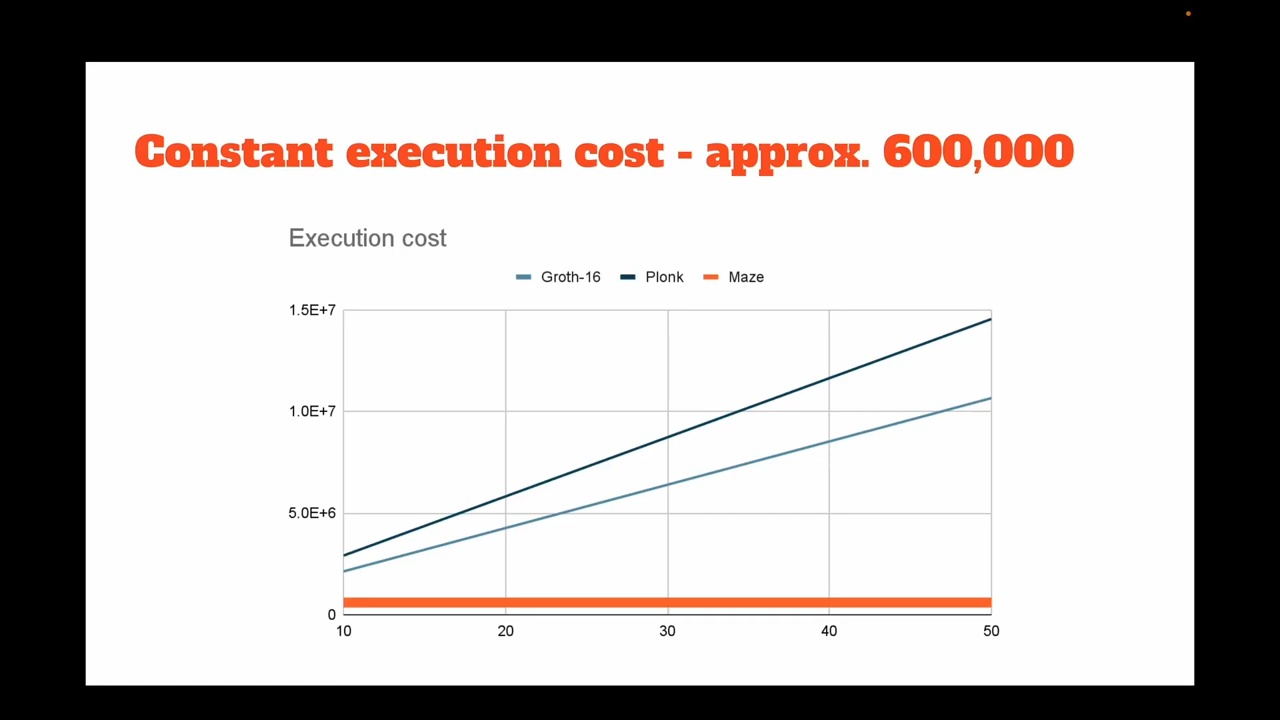 Constant execution cost - approx. 600,000
Execution cost
Groth-16 Plonk Maze
1.5E+7
1.0E+7
5.0E+6
0
10 20 30 40 50